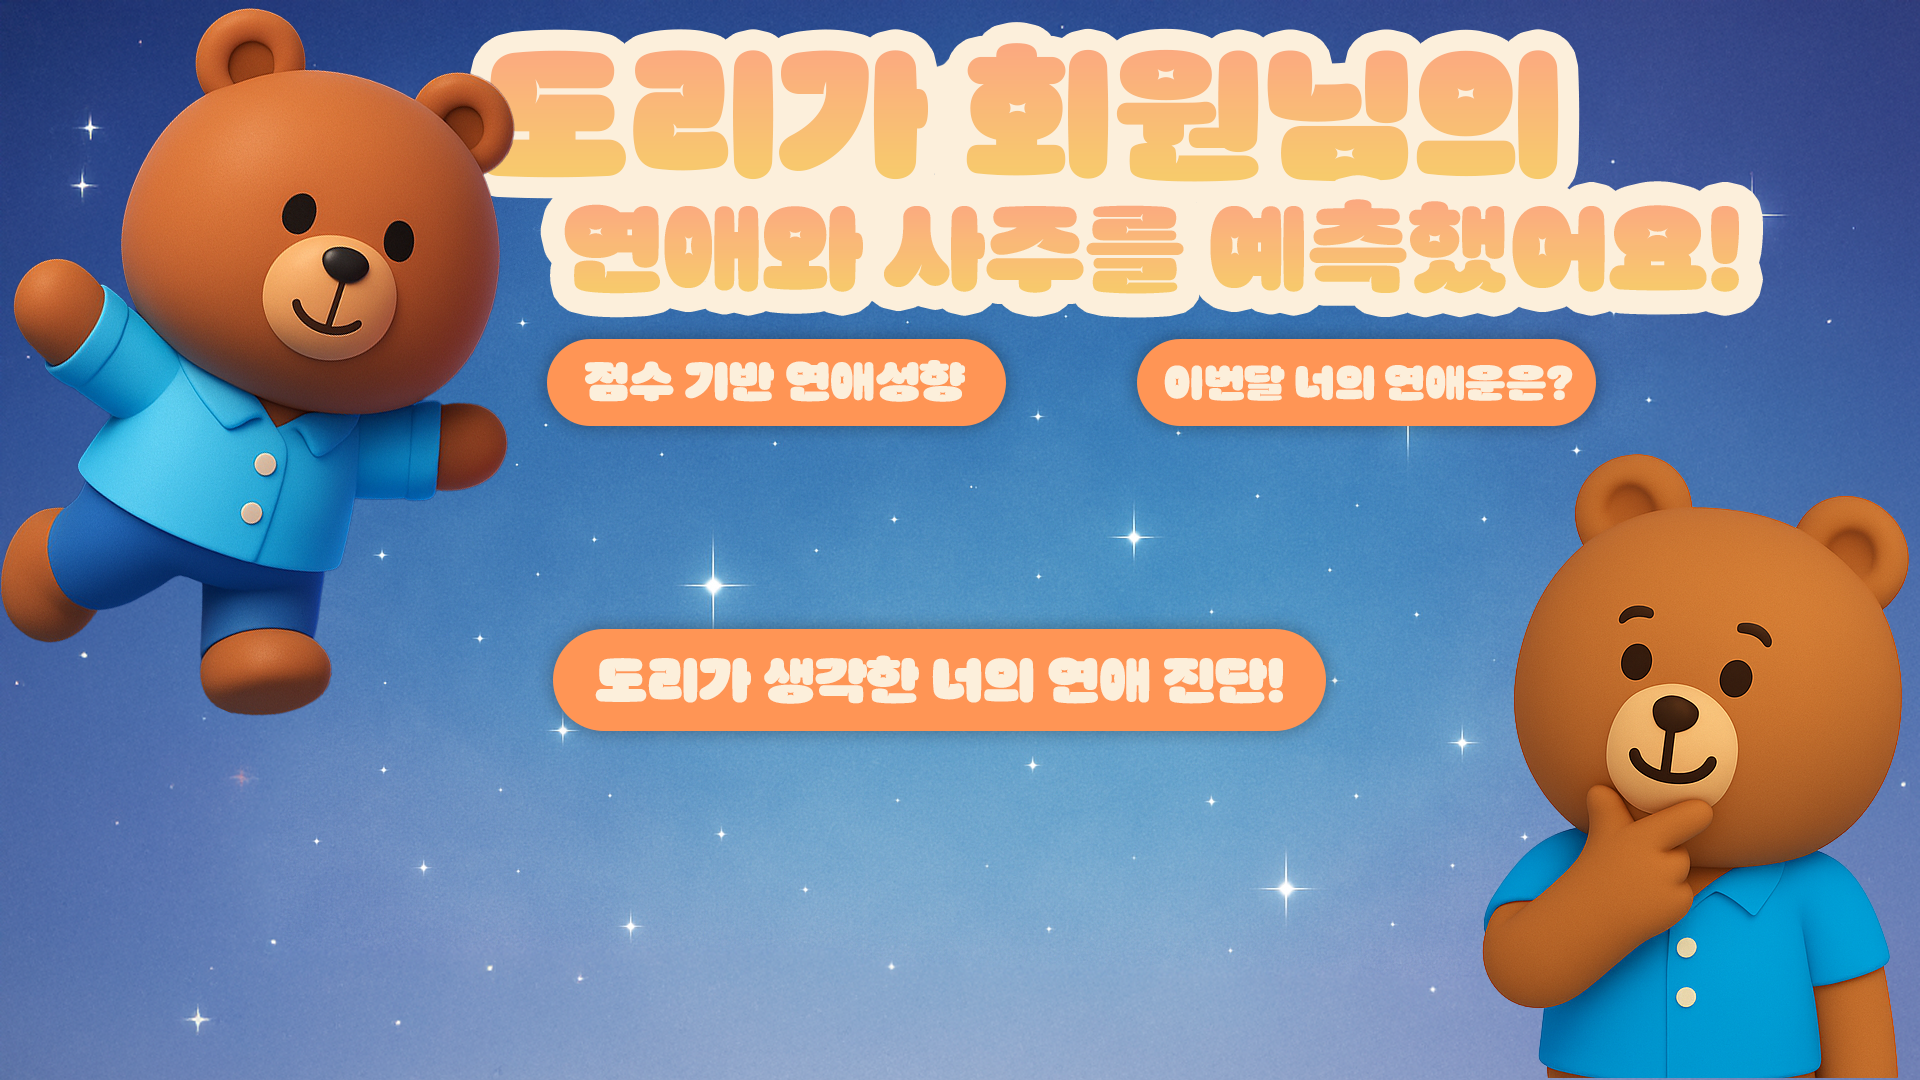 도리가 회원님의
연애와 사주를 예측했어요!
점수 기반 연애성향
이번달 너의 연애운은?
도리가 생각한 너의 연애 진단!